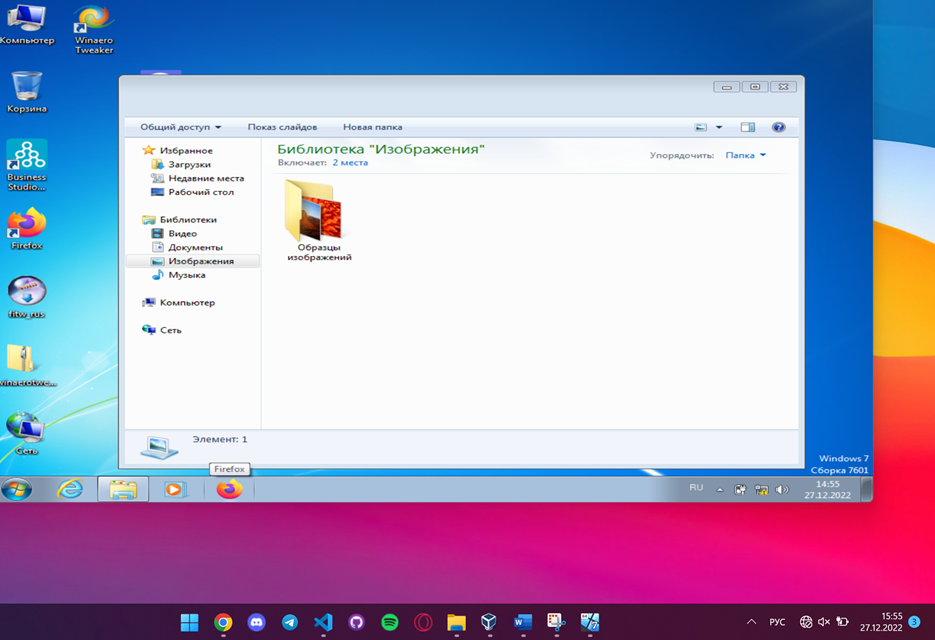 Компьютер
Winaero
Tweaker
Корзина
Business
Studio...
Firefox
fitw_rus
winaerotwe...
Сеть
Общий доступ
Показ слайдов
Новая папка
Избранное
Загрузки
Недавние места
Рабочий стол
Библиотеки
Видео
Документы
Изображения
Музыка
Компьютер
Сеть
Библиотека "Изображения"
Включает: 2 места
Упорядочить: Папка
Образцы
изображений
Элемент: 1
Firefox
Windows 7
Сборка 7601
RU
14:55
27.12.2022
РУС
15:55
27.12.2022
3